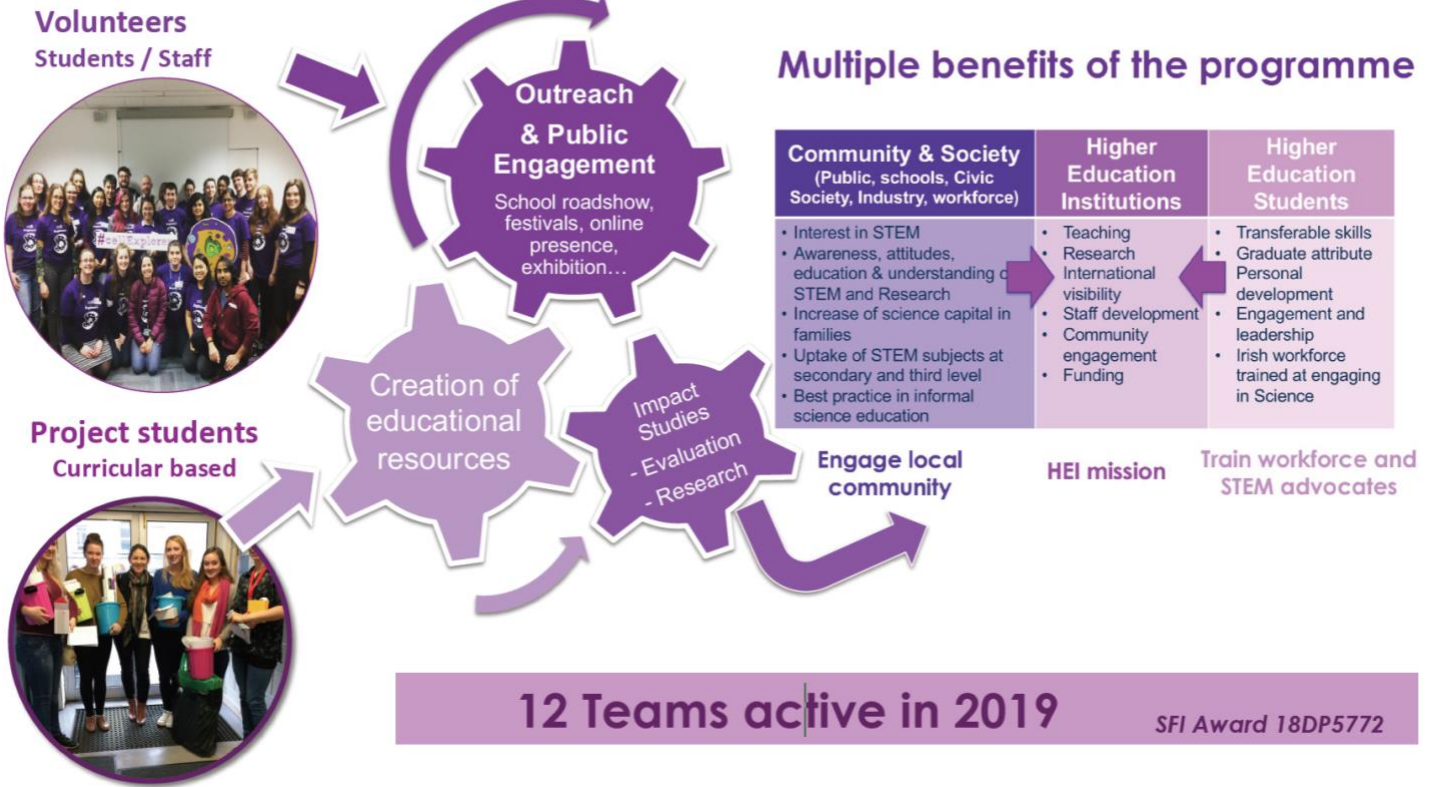 Volunteers
Students / Staff
#cellExplorer
Project students
Curricular based
Outreach
& Public
Engagement
School roadshow,
festivals, online
presence,
exhibition…
Creation of
educational
resources
Impact
Studies
- Evaluation
- Research
Multiple benefits of the programme
Community & Society
(Public, schools, Civic
Society, Industry, workforce)
• Interest in STEM
• Awareness, attitudes,
education & understanding
STEM and Research
• Increase of science capital in
families
• Uptake of STEM subjects at
secondary and third level
• Best practice in informal
science education
Engage local
community
Higher
Education
Institutions
• Teaching
• Research
International
visibility
• Staff development
• Community
engagement
• Funding
HEI mission
Higher
Education
Students
• Transferable skills
• Graduate attribute
Personal
development
• Engagement and
leadership
• Irish workforce
trained at engaging
in Science
Train workforce and
STEM advocates
12 Teams active in 2019
SFI Award 18DP5772